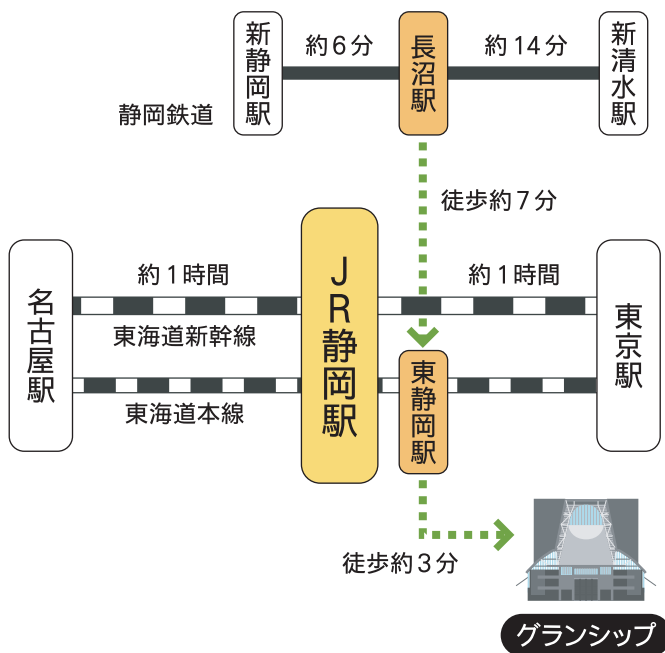 新静岡駅
約6分
長沼駅
約14分
新清水駅
静岡鉄道
徒歩約7分
名古屋駅
約1時間
東海道新幹線
東海道本線
JR静岡駅
約1時間
東静岡駅
東京駅
徒歩約3分
グランシップ